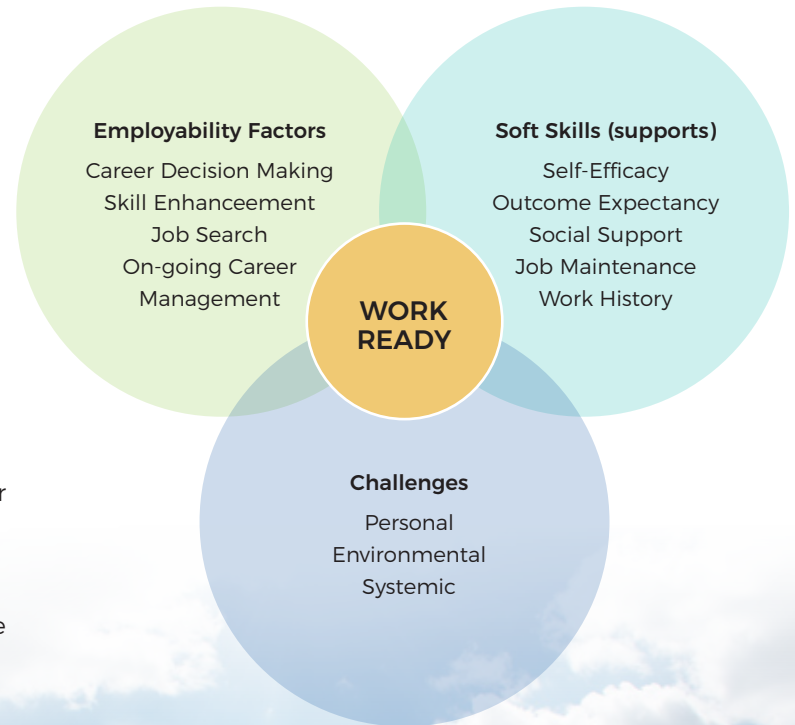 Employability Factors
Career Decision Making
Skill Enhanceement
Job Search
On-going Career
Management
Soft Skills (supports)
Self-Efficacy
Outcome Expectancy
Social Support
Job Maintenance
Work History
WORK
READY
Challenges
Personal
Environmental
Systemic
r
e